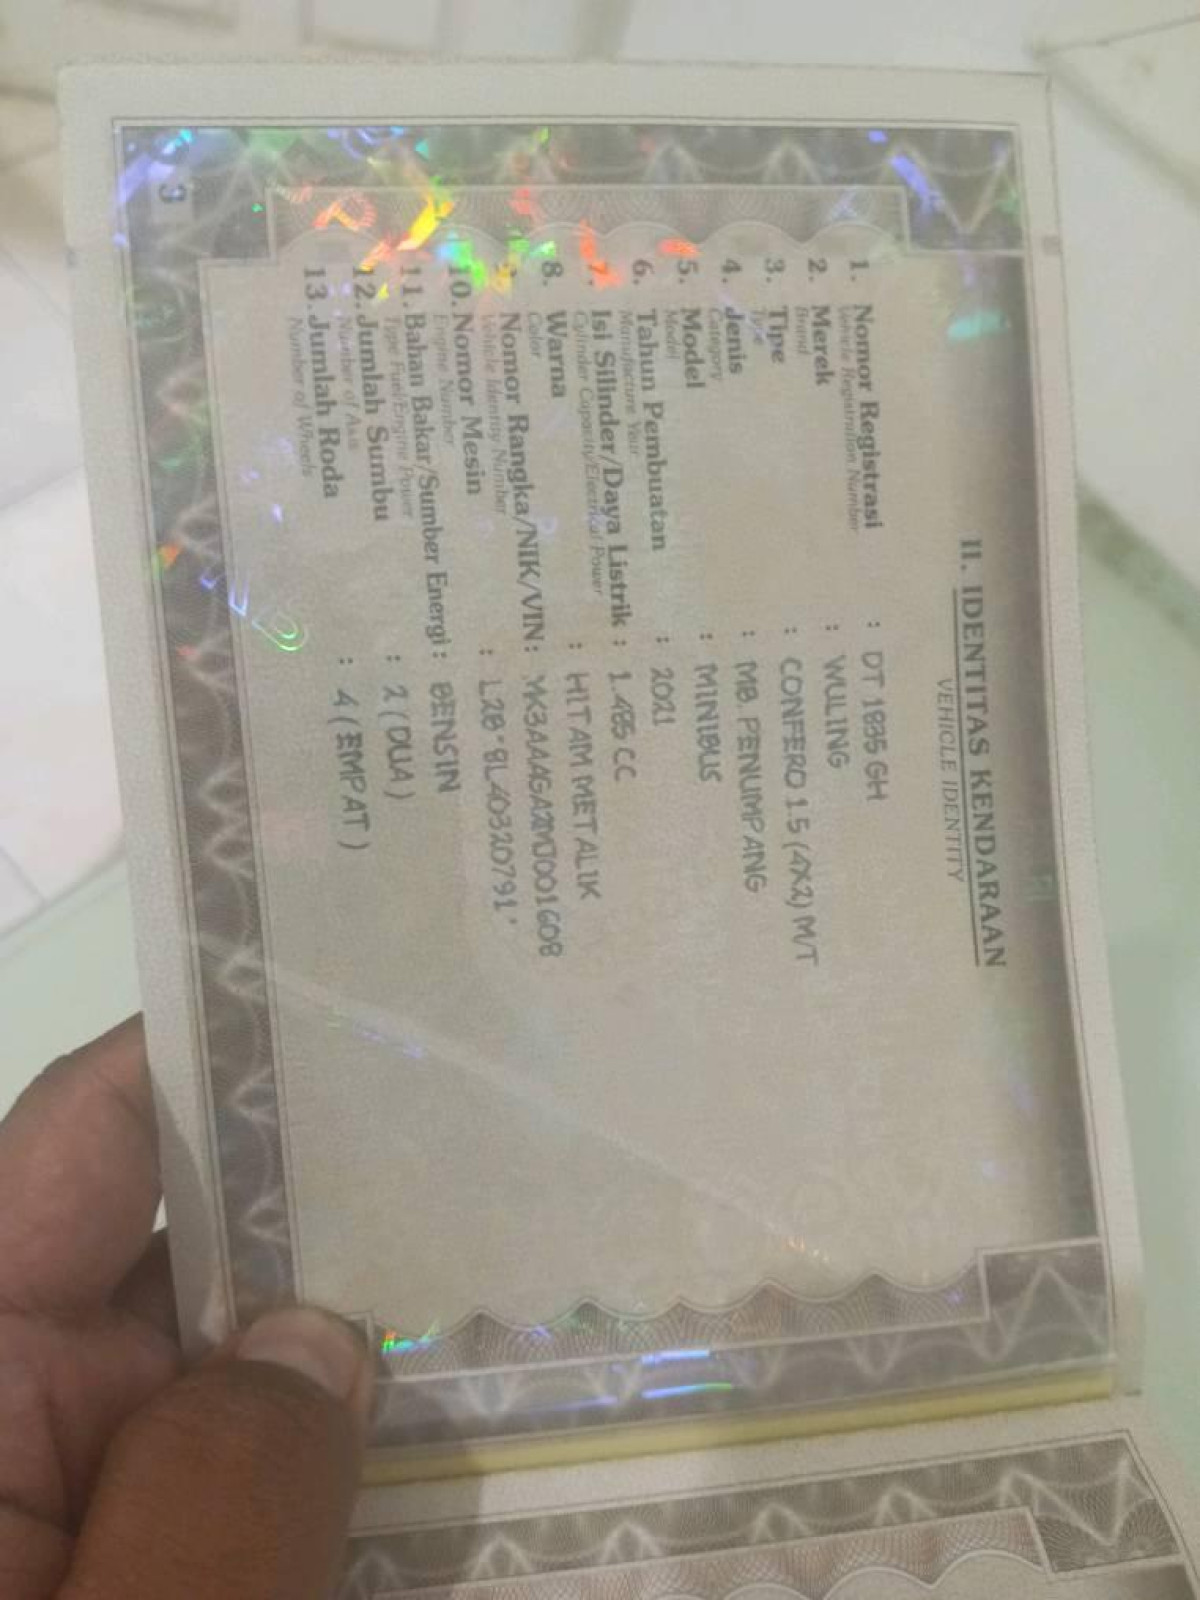 II. IDENTITAS KENDARAAN
VEHICLE IDENTITY
1. Nomor Registrasi : DT 1835 GH
Vehicle Registration Number
2. Merek : WULING
Brand
3. Tipe : CONFERO 1.5 (4X2) M/T
Type
4. Jenis : MB. PENUMPANG
Category
5. Model : MINIBUS
Model
6. Tahun Pembuatan : 2021
Manufacture Year
7. Isi Silinder/Daya Listrik : 1.485 CC
Cylinder Capacity/Electrical Power
8. Warna : HITAM METALIK
Color
9. Nomor Rangka/NIK/VIN :
Vehicle Identity Number
10. Nomor Mesin : L2B*8L40320791*
Engine Number
11. Bahan Bakar/Sumber Energi : BENSIN
Type Fuel/Engine Power
12. Jumlah Sumbu : 2 (DUA)
Number of Axis
13. Jumlah Roda : 4 (EMPAT)
Number of Wheels
3